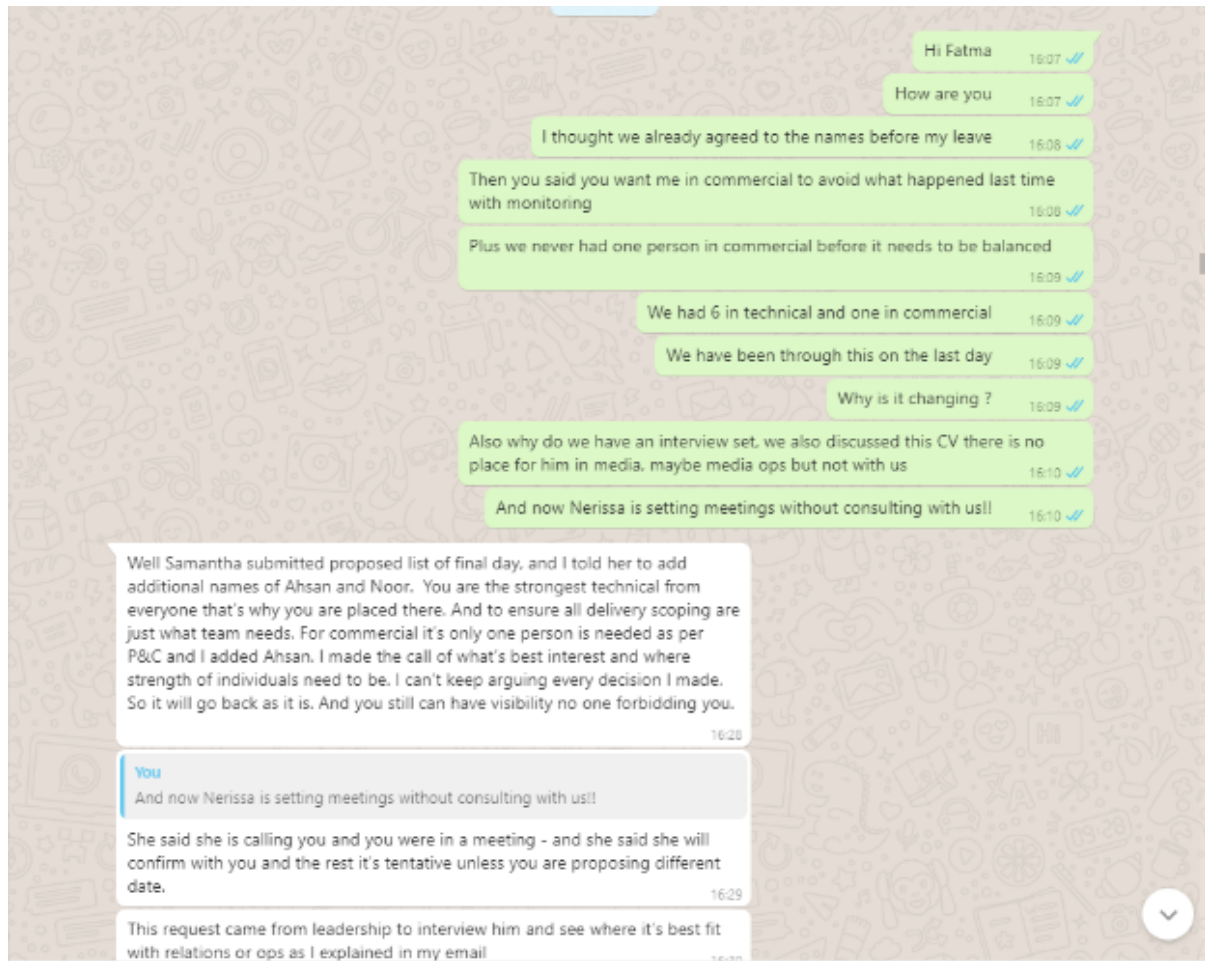 Hi Fatma
16:07
How are you
16:07
I thought we already agreed to the names before my leave
16:08
Then you said you want me in commercial to avoid what happened last time
with monitoring
16:08
Plus we never had one person in commercial before it needs to be balanced
16:09
We had 6 in technical and one in commercial
16:09
We have been through this on the last day
16:09
Why is it changing ?
16:09
Also why do we have an interview set, we also discussed this CV there is no
place for him in media, maybe media ops but not with us
16:10
And now Nerissa is setting meetings without consulting with us!!
16:10
Well Samantha submitted proposed list of final day, and I told her to add
additional names of Ahsan and Noor. You are the strongest technical from
everyone that's why you are placed there. And to ensure all delivery scoping are
just what team needs. For commercial it's only one person is needed as per
P&C and I added Ahsan. I made the call of what's best interest and where
strength of individuals need to be. I can't keep arguing every decision I made.
So it will go back as it is. And you still can have visibility no one forbidding you.
16:28
You
And now Nerissa is setting meetings without consulting with us!!
She said she is calling you and you were in a meeting - and she said she will
confirm with you and the rest it's tentative unless you are proposing different
date.
16:29
This request came from leadership to interview him and see where it's best fit
with relations or ops as I explained in my email